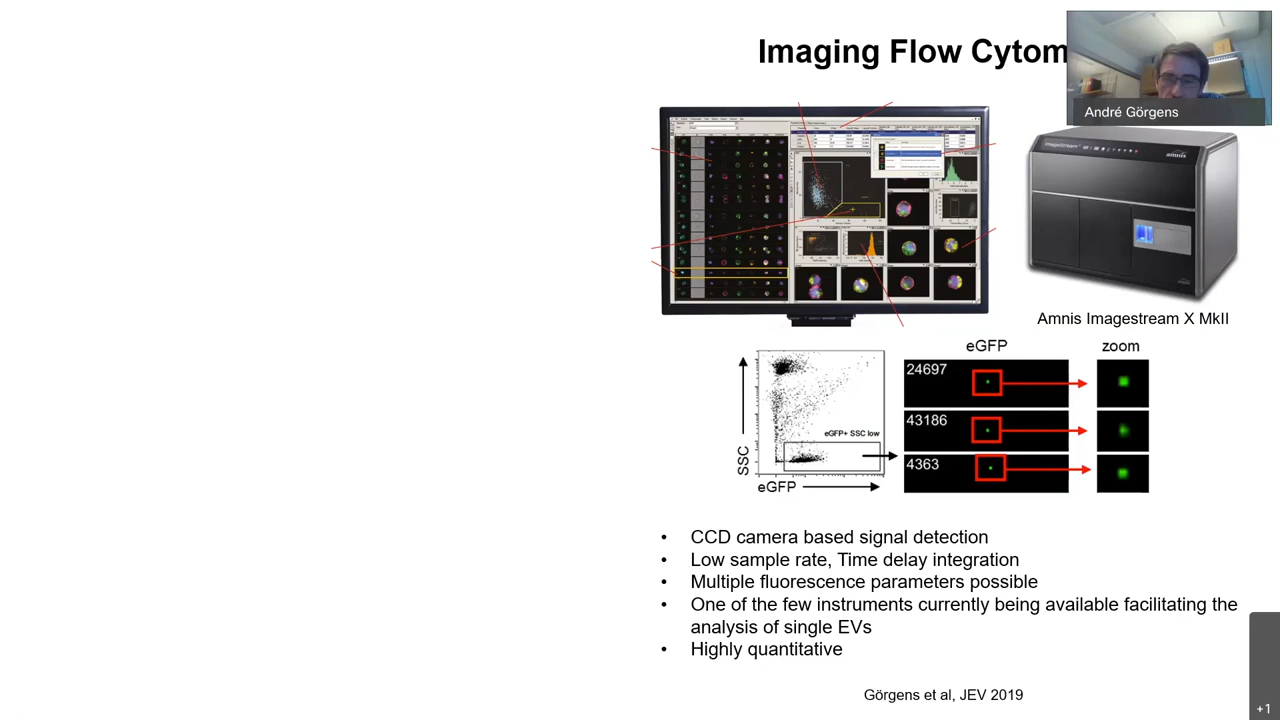 Imaging Flow Cytom
André Görgens
imagestream
amnis
Amnis Imagestream X MkII
eGFP
zoom
24697
43186
4363
eGFP+ SSC low
SSC
eGFP
• CCD camera based signal detection
• Low sample rate, Time delay integration
• Multiple fluorescence parameters possible
• One of the few instruments currently being available facilitating the
analysis of single EVs
• Highly quantitative
Görgens et al, JEV 2019
+1